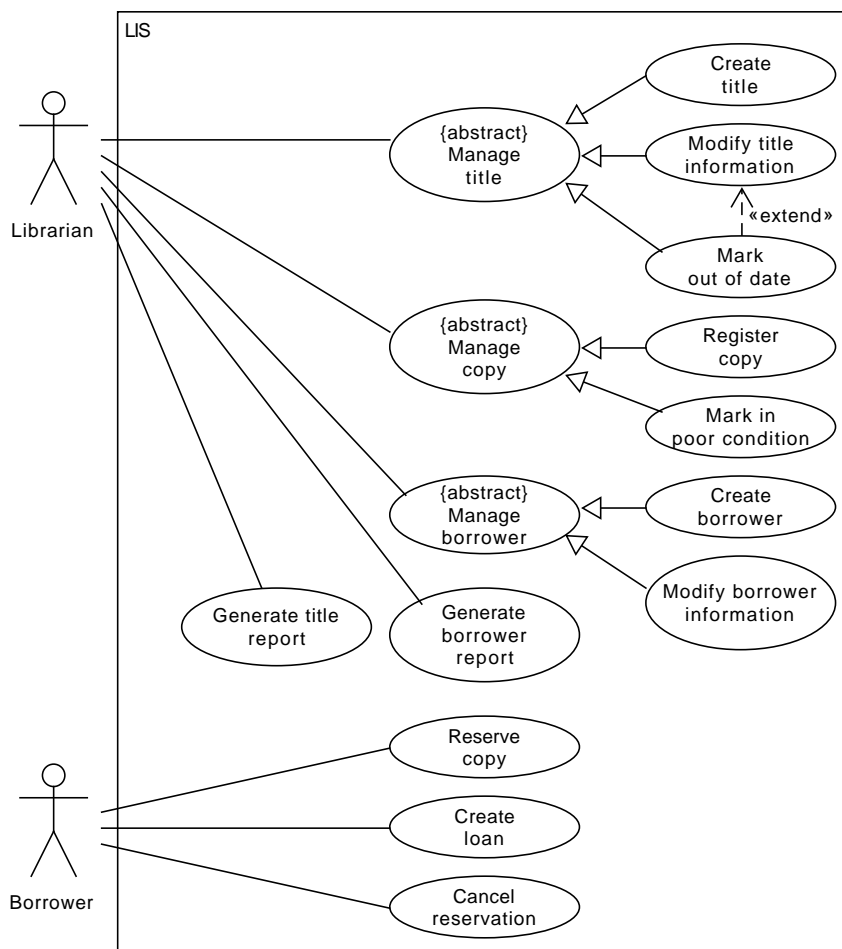 LIS
Create
title
{abstract}
Manage
title
Modify title
information
«extend»
Librarian
Mark
out of date
{abstract}
Manage
copy
Register
copy
Mark in
poor condition
{abstract}
Manage
borrower
Create
borrower
Modify borrower
information
Generate title
report
Generate
borrower
report
Reserve
copy
Create
loan
Borrower
Cancel
reservation